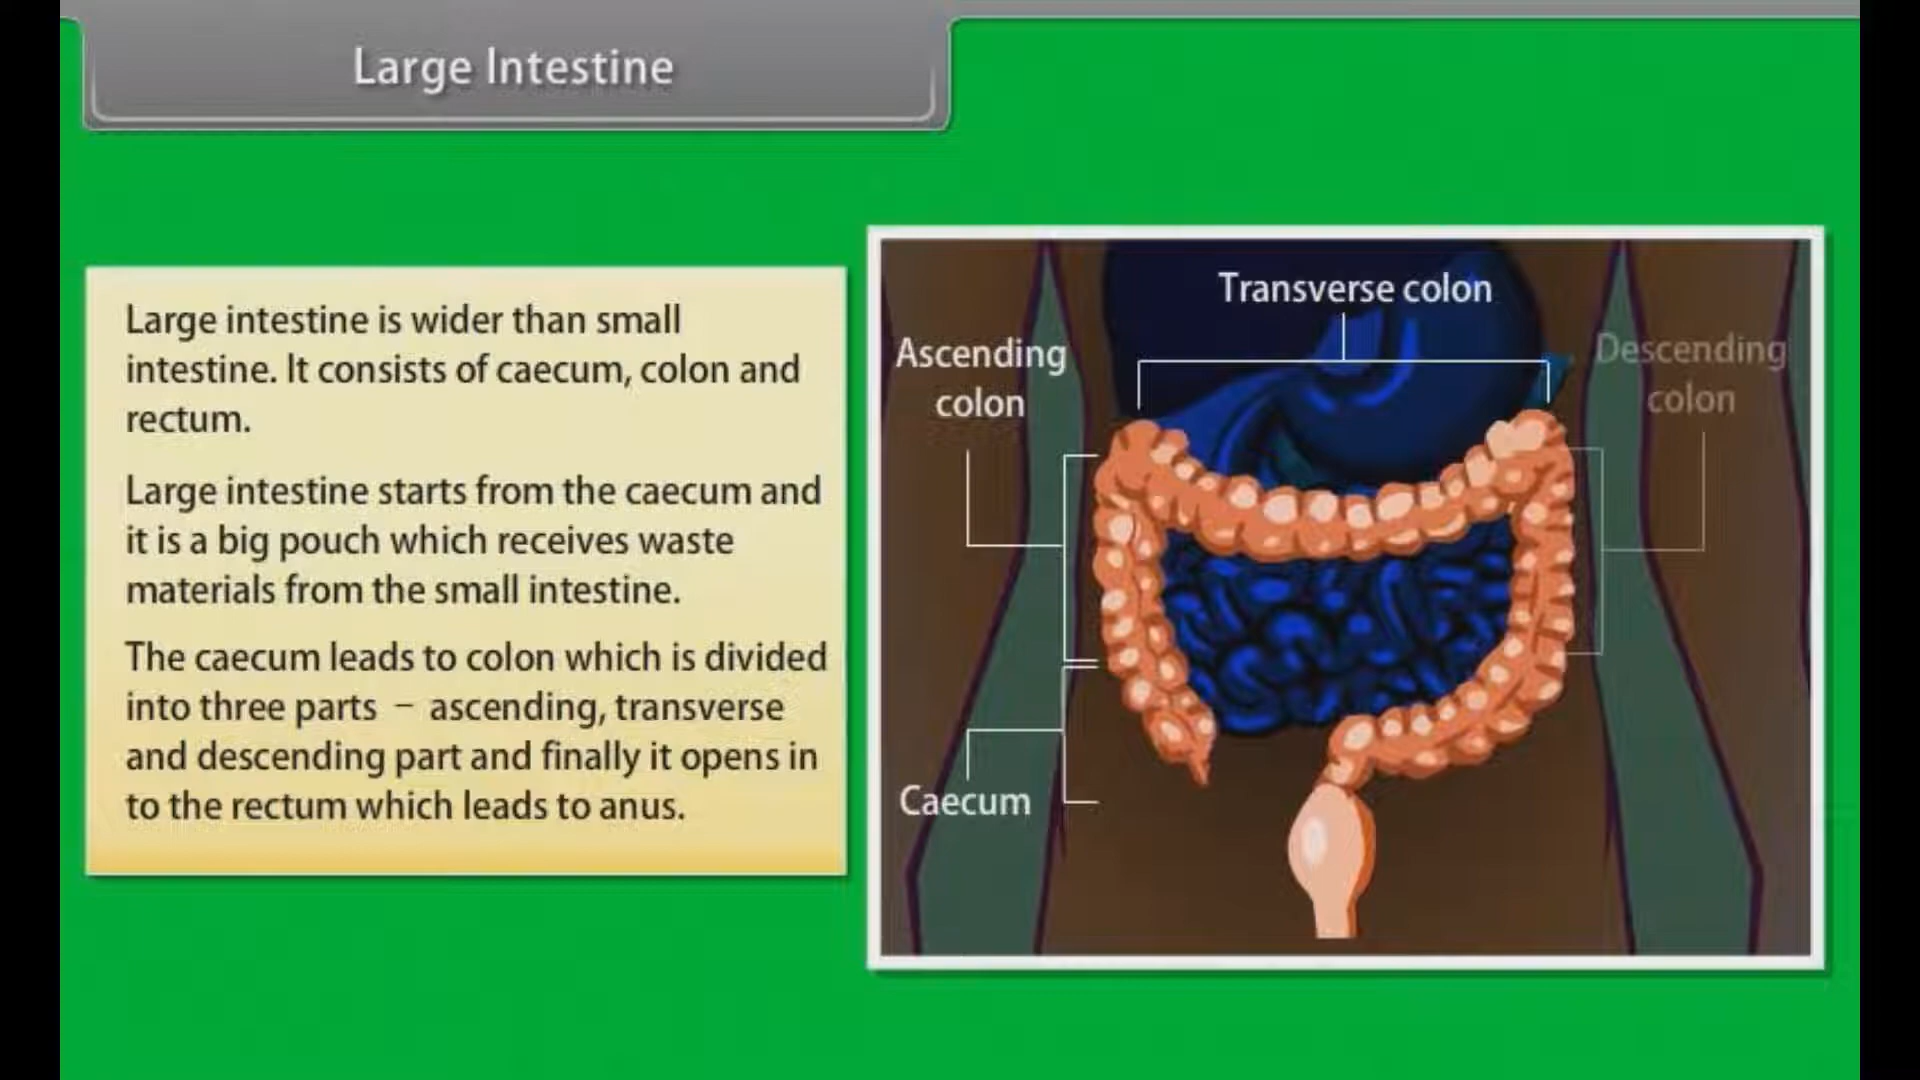 Large Intestine
Large intestine is wider than small
intestine. It consists of caecum, colon and
rectum.
Large intestine starts from the caecum and
it is a big pouch which receives waste
materials from the small intestine.
The caecum leads to colon which is divided
into three parts – ascending, transverse
and descending part and finally it opens in
to the rectum which leads to anus.
Transverse colon
Ascending
colon
Descending
colon
Caecum